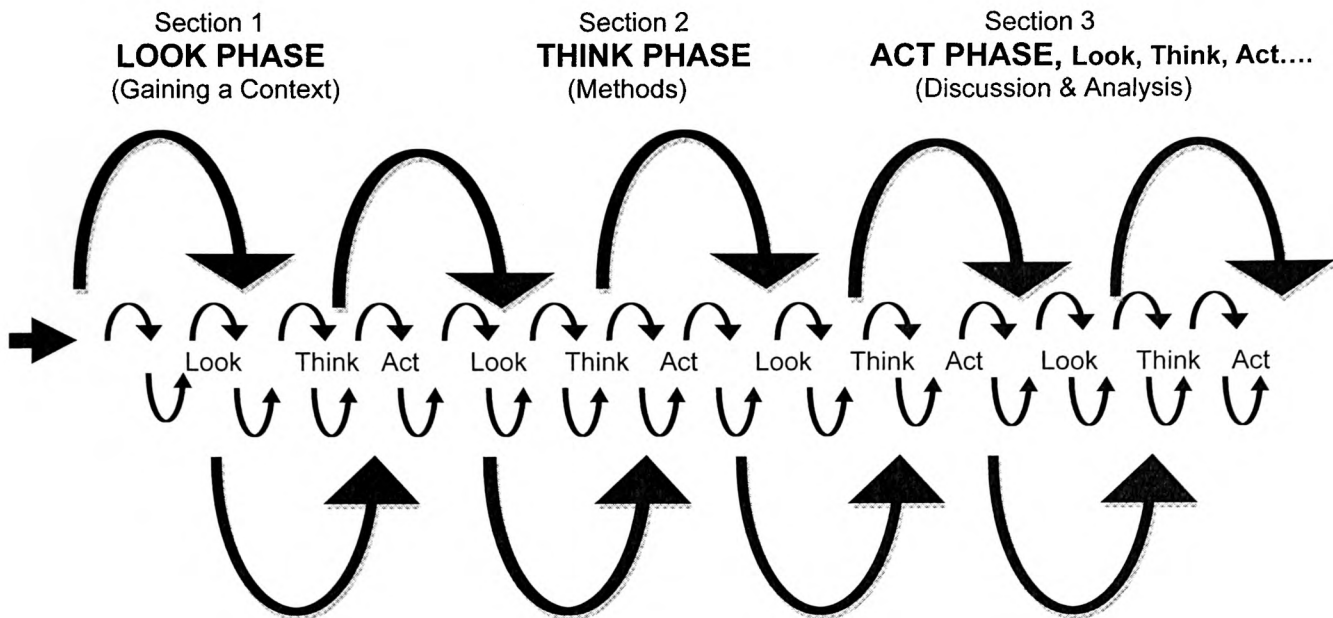 Section 1
LOOK PHASE
(Gaining a Context)
Section 2
THINK PHASE
(Methods)
Section 3
ACT PHASE, Look, Think, Act....
(Discussion & Analysis)
Look Think Act Look Think Act Look Think Act Look Think Act